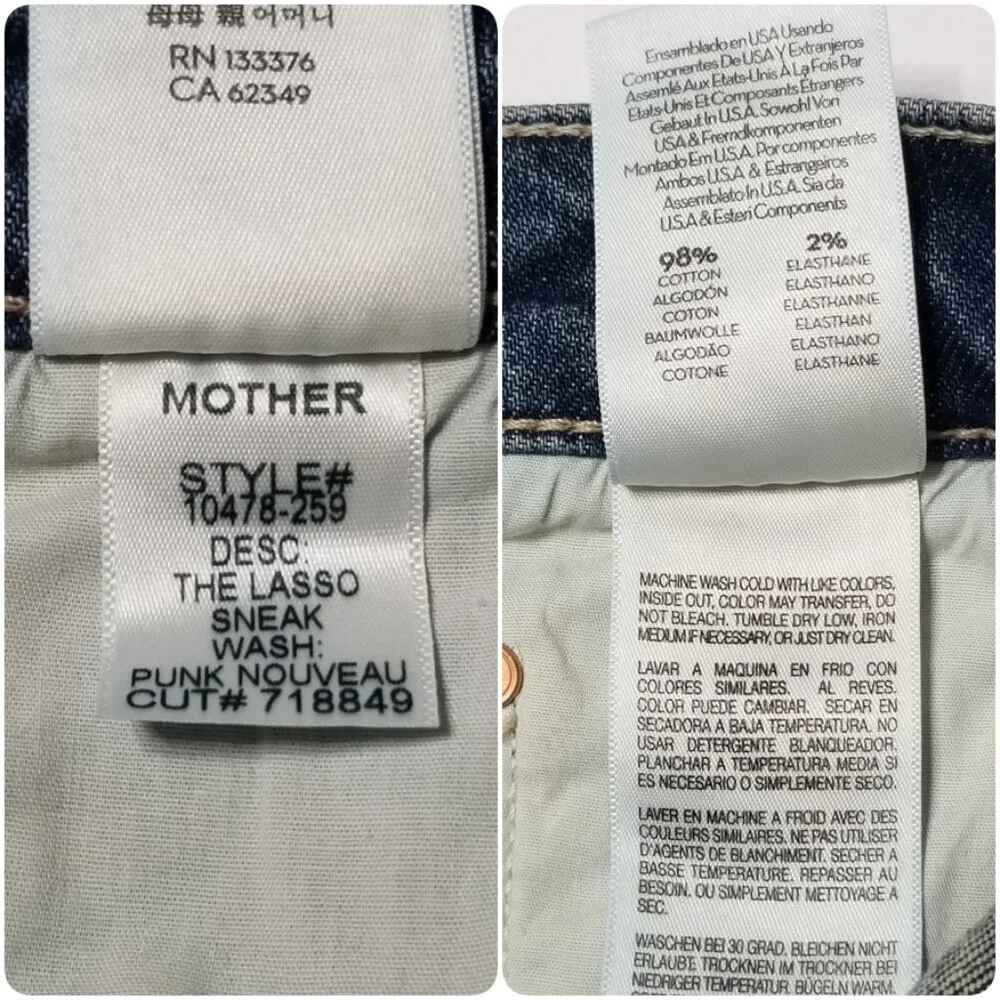 母母 親 어머니
RN 133376
CA 62349
MOTHER
STYLE#
10478-259
DESC:
THE LASSO
SNEAK
WASH:
PUNK NOUVEAU
CUT# 718849
Ensamblado en USA Usando
Componentes De USA Y Extranjeros
Assemlé Aux Etats-Unis À La Fois Par
Etats-Unis Et Composants Étrangers
Gebaut In U.S.A. Sowohl Von
USA & Fremdkomponenten
Montado Em U.S.A. Por componentes
Ambos U.S.A & Estrangeiros
Assemblato In U.S.A. Sia da
U.S.A & Esteri Components
98%
COTTON
ALGODÓN
COTON
BAUMWOLLE
ALGODÃO
COTONE
2%
ELASTHANE
ELASTHANO
ELASTHANNE
ELASTHAN
ELASTHANO
ELASTHANE
MACHINE WASH COLD WITH LIKE COLORS,
INSIDE OUT, COLOR MAY TRANSFER, DO
NOT BLEACH. TUMBLE DRY LOW, IRON
MEDIUM IF NECESSARY, OR JUST DRY CLEAN.
LAVAR A MAQUINA EN FRIO CON
COLORES SIMILARES. AL REVES.
COLOR PUEDE CAMBIAR. SECAR EN
SECADORA A BAJA TEMPERATURA. NO
USAR DETERGENTE BLANQUEADOR.
PLANCHAR A TEMPERATURA MEDIA SI
ES NECESARIO O SIMPLEMENTE SECO.
LAVER EN MACHINE A FROID AVEC DES
COULEURS SIMILAIRES. NE PAS UTILISER
D'AGENTS DE BLANCHIMENT. SECHER A
BASSE TEMPERATURE. REPASSER AU
BESOIN. OU SIMPLEMENT METTOYAGE A
SEC.
WASCHEN BEI 30 GRAD. BLEICHEN NICHT
ERLAUBT. TROCKNEN IM TROCKNER BEI
NIEDRIGER TEMPERATUR. BÜGELN WARM.